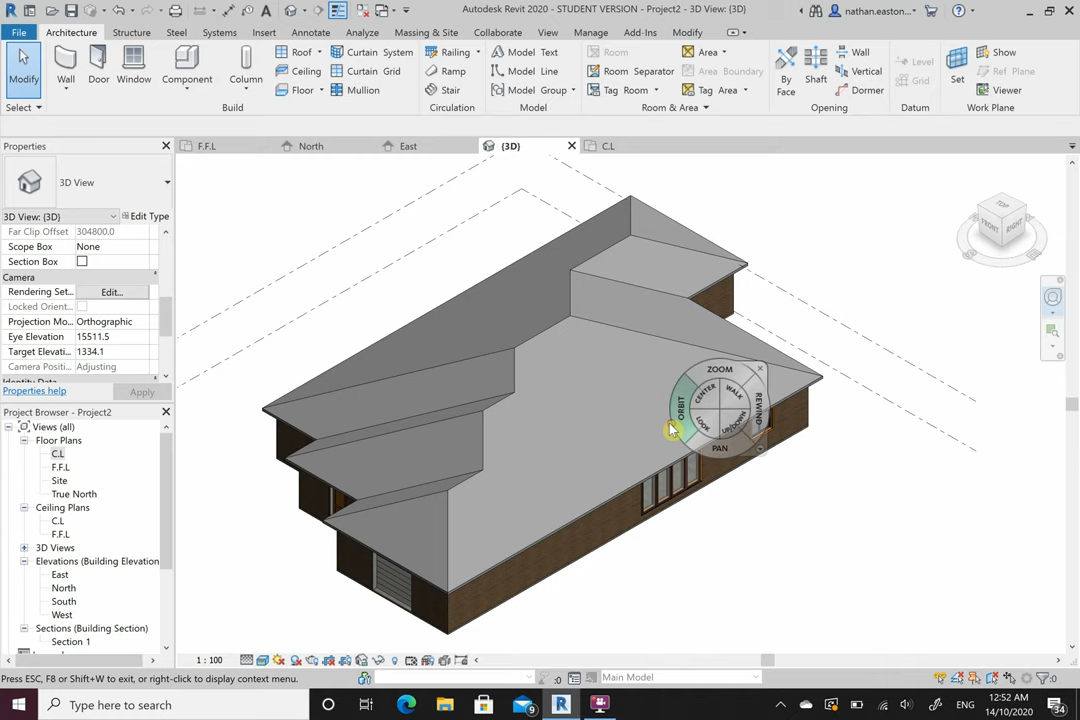 Autodesk Revit 2020 - STUDENT VERSION - Project2 - 3D View: {3D}
nathan.easton...
File Architecture Structure Steel Systems Insert Annotate Analyze Massing & Site Collaborate View Manage Add-Ins Modify
Modify Wall Door Window Component Column
Roof Curtain System Railing Model Text Room Area Wall Level Show
Ceiling Curtain Grid Ramp Model Line Room Separator Area Boundary By Face Shaft Vertical Grid Set Ref Plane
Floor Mullion Stair Model Group Tag Room Tag Area Dormer Viewer
Select Build Circulation Model Room & Area Opening Datum Work Plane
Properties
F.F.L North East {3D} C.L
3D View
3D View: {3D} Edit Type
Far Clip Offset 304800.0
Scope Box None
Section Box
Camera
Rendering Set... Edit...
Locked Orient...
Projection Mo... Orthographic
Eye Elevation 15511.5
Target Elevati... 1334.1
Camera Positi... Adjusting
Identity Data
Properties help Apply
Project Browser - Project2
Views (all)
Floor Plans
C.L
F.F.L
Site
True North
Ceiling Plans
C.L
F.F.L
3D Views
Elevations (Building Elevation
East
North
South
West
Sections (Building Section)
Section 1
TOP
FRONT RIGHT
ZOOM
ORBIT CENTER WALK REWIND
LOOK UP/DOWN
PAN
1 : 100
Press ESC, F8 or Shift+W to exit, or right-click to display context menu.
:0 Main Model :0
Type here to search
9
ENG
12:52 AM
14/10/2020
34